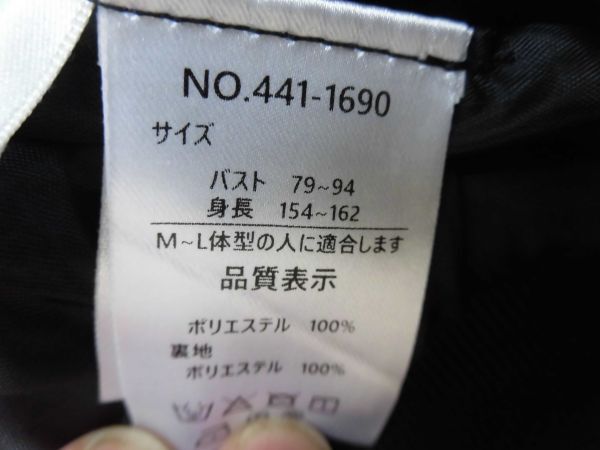 NO.441-1690
サイズ
バスト 79~94
身長 154~162
M~L体型の人に適合します
品質表示
ポリエステル 100%
裏地
ポリエステル 100%